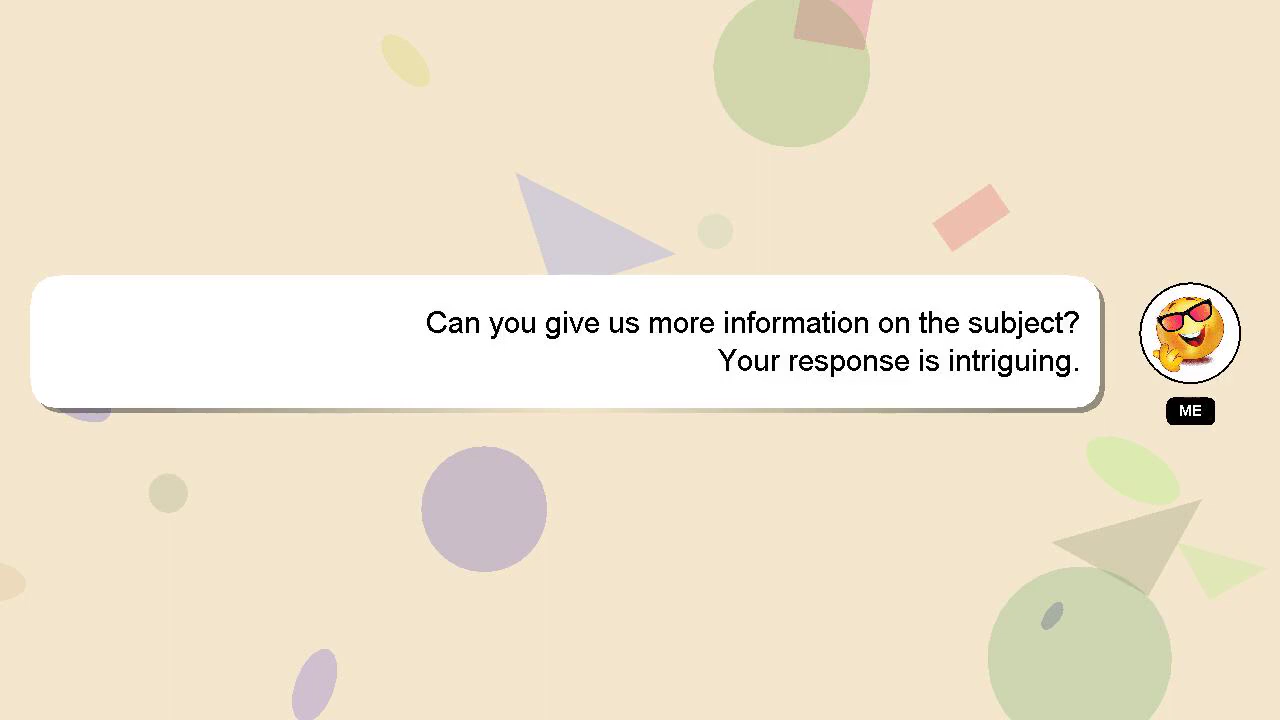 Can you give us more information on the subject?
Your response is intriguing.
ME